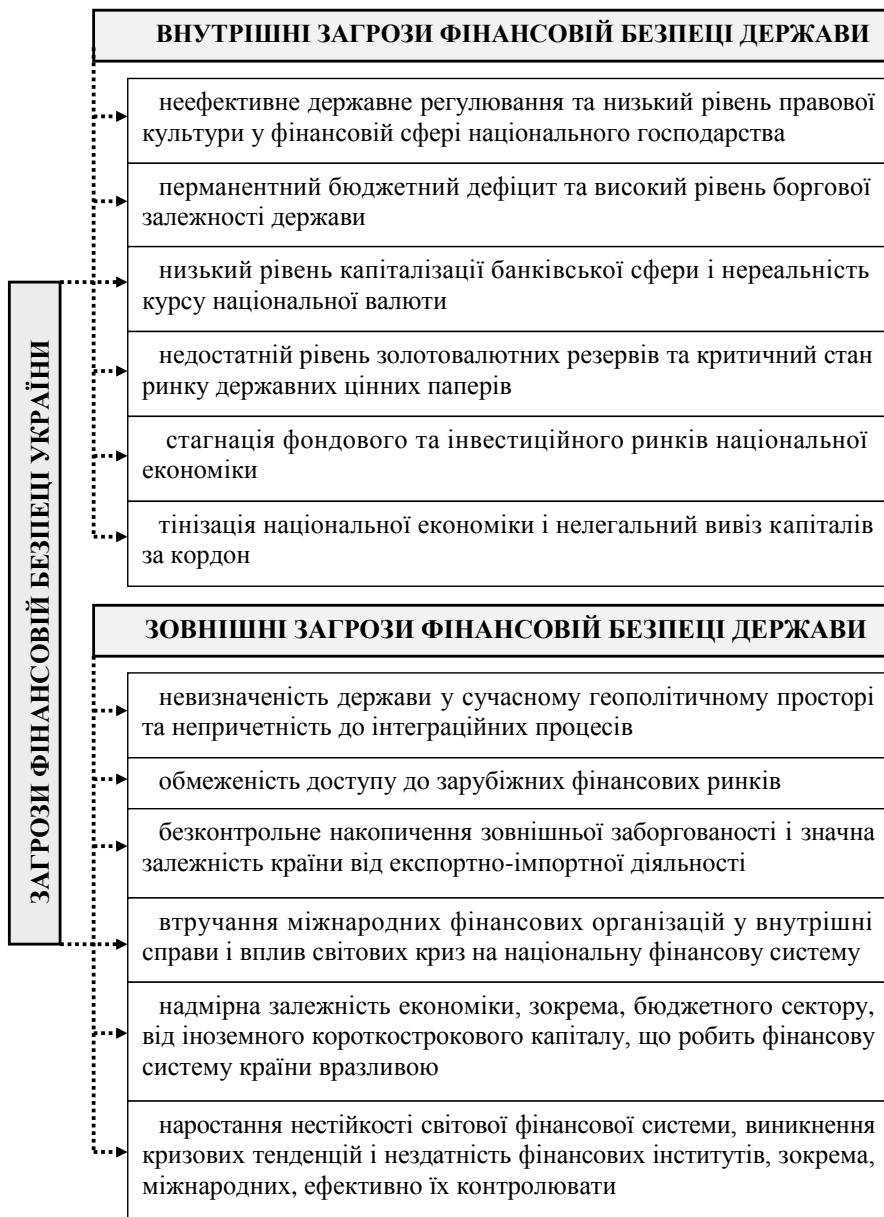 ВНУТРІШНІ ЗАГРОЗИ ФІНАНСОВІЙ БЕЗПЕЦІ ДЕРЖАВИ
неефективне державне регулювання та низький рівень правової
культури у фінансовій сфері національного господарства
перманентний бюджетний дефіцит та високий рівень боргової
залежності держави
низький рівень капіталізації банківської сфери і нереальність
курсу національної валюти
недостатній рівень золотовалютних резервів та критичний стан
ринку державних цінних паперів
стагнація фондового та інвестиційного ринків національної
економіки
тінізація національної економіки і нелегальний вивіз капіталів
за кордон
ЗАГРОЗИ ФІНАНСОВІЙ БЕЗПЕЦІ УКРАЇНИ
ЗОВНІШНІ ЗАГРОЗИ ФІНАНСОВІЙ БЕЗПЕЦІ ДЕРЖАВИ
невизначеність держави у сучасному геополітичному просторі
та непричетність до інтеграційних процесів
обмеженість доступу до зарубіжних фінансових ринків
безконтрольне накопичення зовнішньої заборгованості і значна
залежність країни від експортно-імпортної діяльності
втручання міжнародних фінансових організацій у внутрішні
справи і вплив світових криз на національну фінансову систему
надмірна залежність економіки, зокрема, бюджетного сектору,
від іноземного короткострокового капіталу, що робить фінансову
систему країни вразливою
наростання нестійкості світової фінансової системи, виникнення
кризових тенденцій і нездатність фінансових інститутів, зокрема,
міжнародних, ефективно їх контролювати